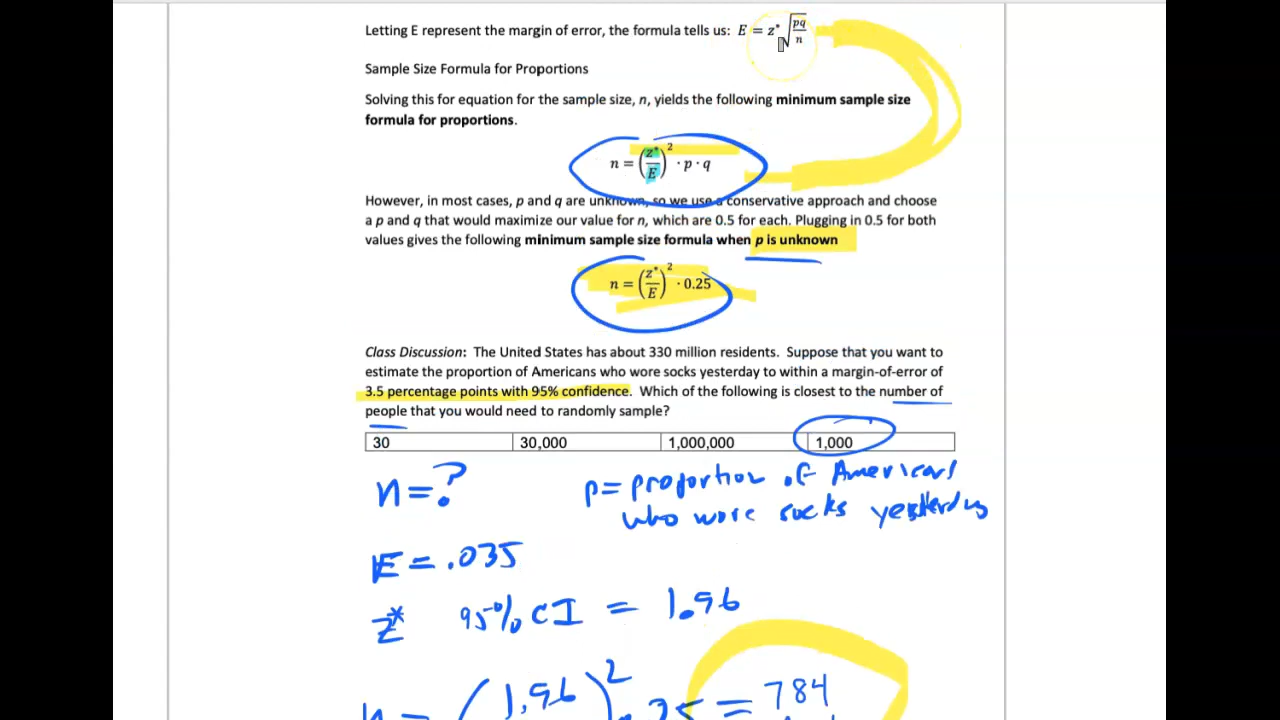 Letting E represent the margin of error, the formula tells us: E = z* √(pq/n)
Sample Size Formula for Proportions
Solving this for equation for the sample size, n, yields the following minimum sample size
formula for proportions.
n = (z*/E)² · p · q
However, in most cases, p and q are unknown, so we use a conservative approach and choose
a p and q that would maximize our value for n, which are 0.5 for each. Plugging in 0.5 for both
values gives the following minimum sample size formula when p is unknown
n = (z*/E)² · 0.25
Class Discussion: The United States has about 330 million residents. Suppose that you want to
estimate the proportion of Americans who wore socks yesterday to within a margin-of-error of
3.5 percentage points with 95% confidence. Which of the following is closest to the number of
people that you would need to randomly sample?
30 30,000 1,000,000 1,000
n = ? p = proportion of Americans
who wore socks yesterday
E = .035
z* 95% CI = 1.96
n = (1.96)² .25 = 784